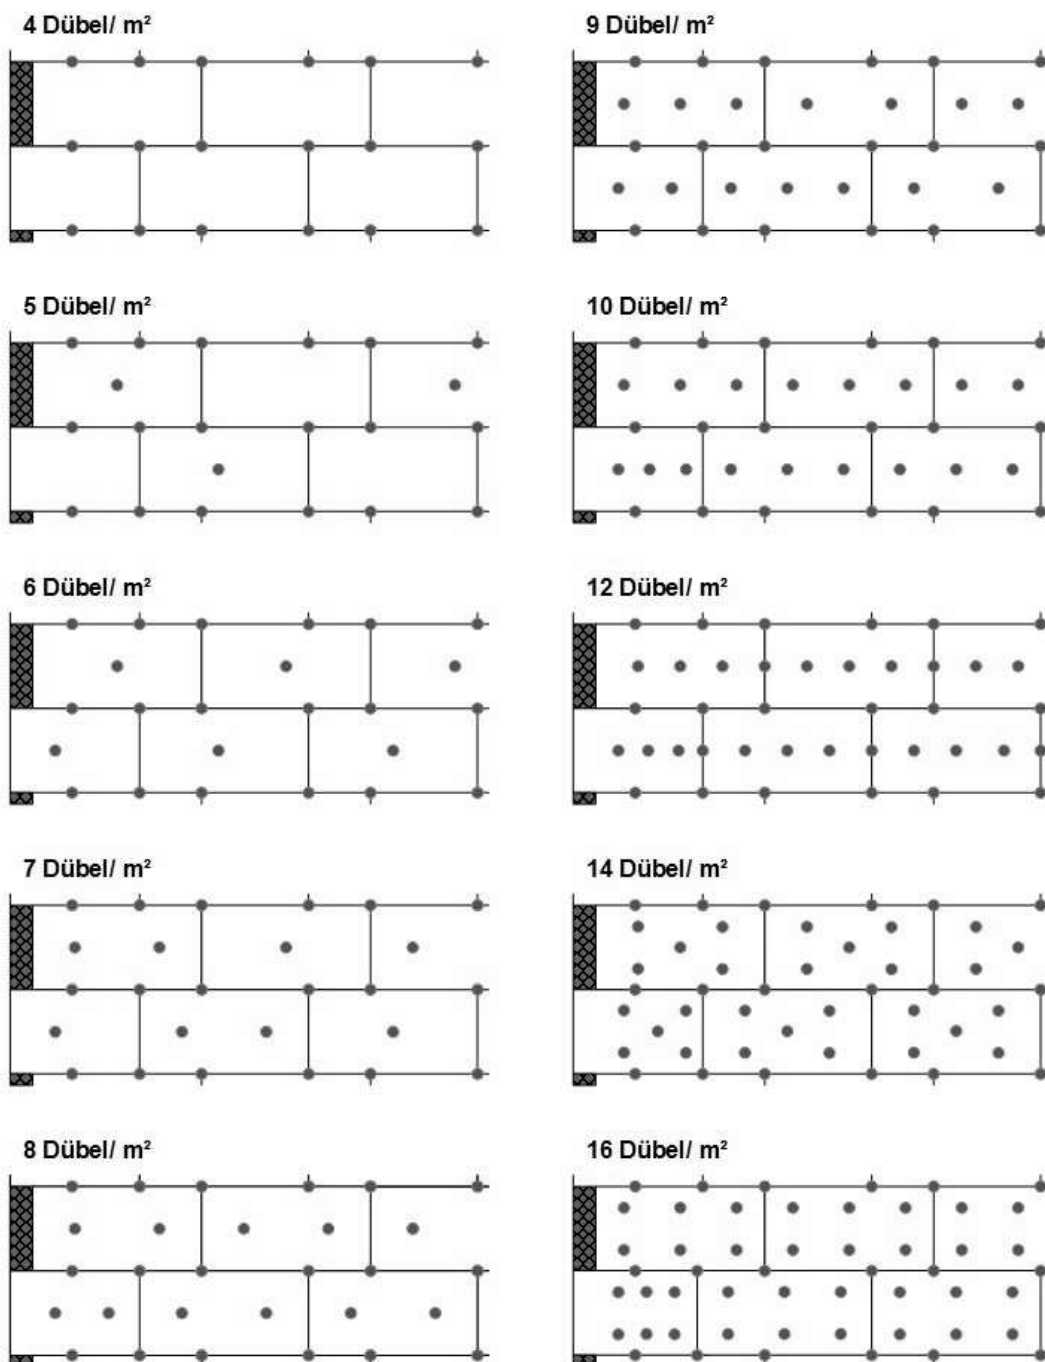 4 Dübel/ m²
9 Dübel/ m²
5 Dübel/ m²
10 Dübel/ m²
6 Dübel/ m²
12 Dübel/ m²
7 Dübel/ m²
14 Dübel/ m²
8 Dübel/ m²
16 Dübel/ m²